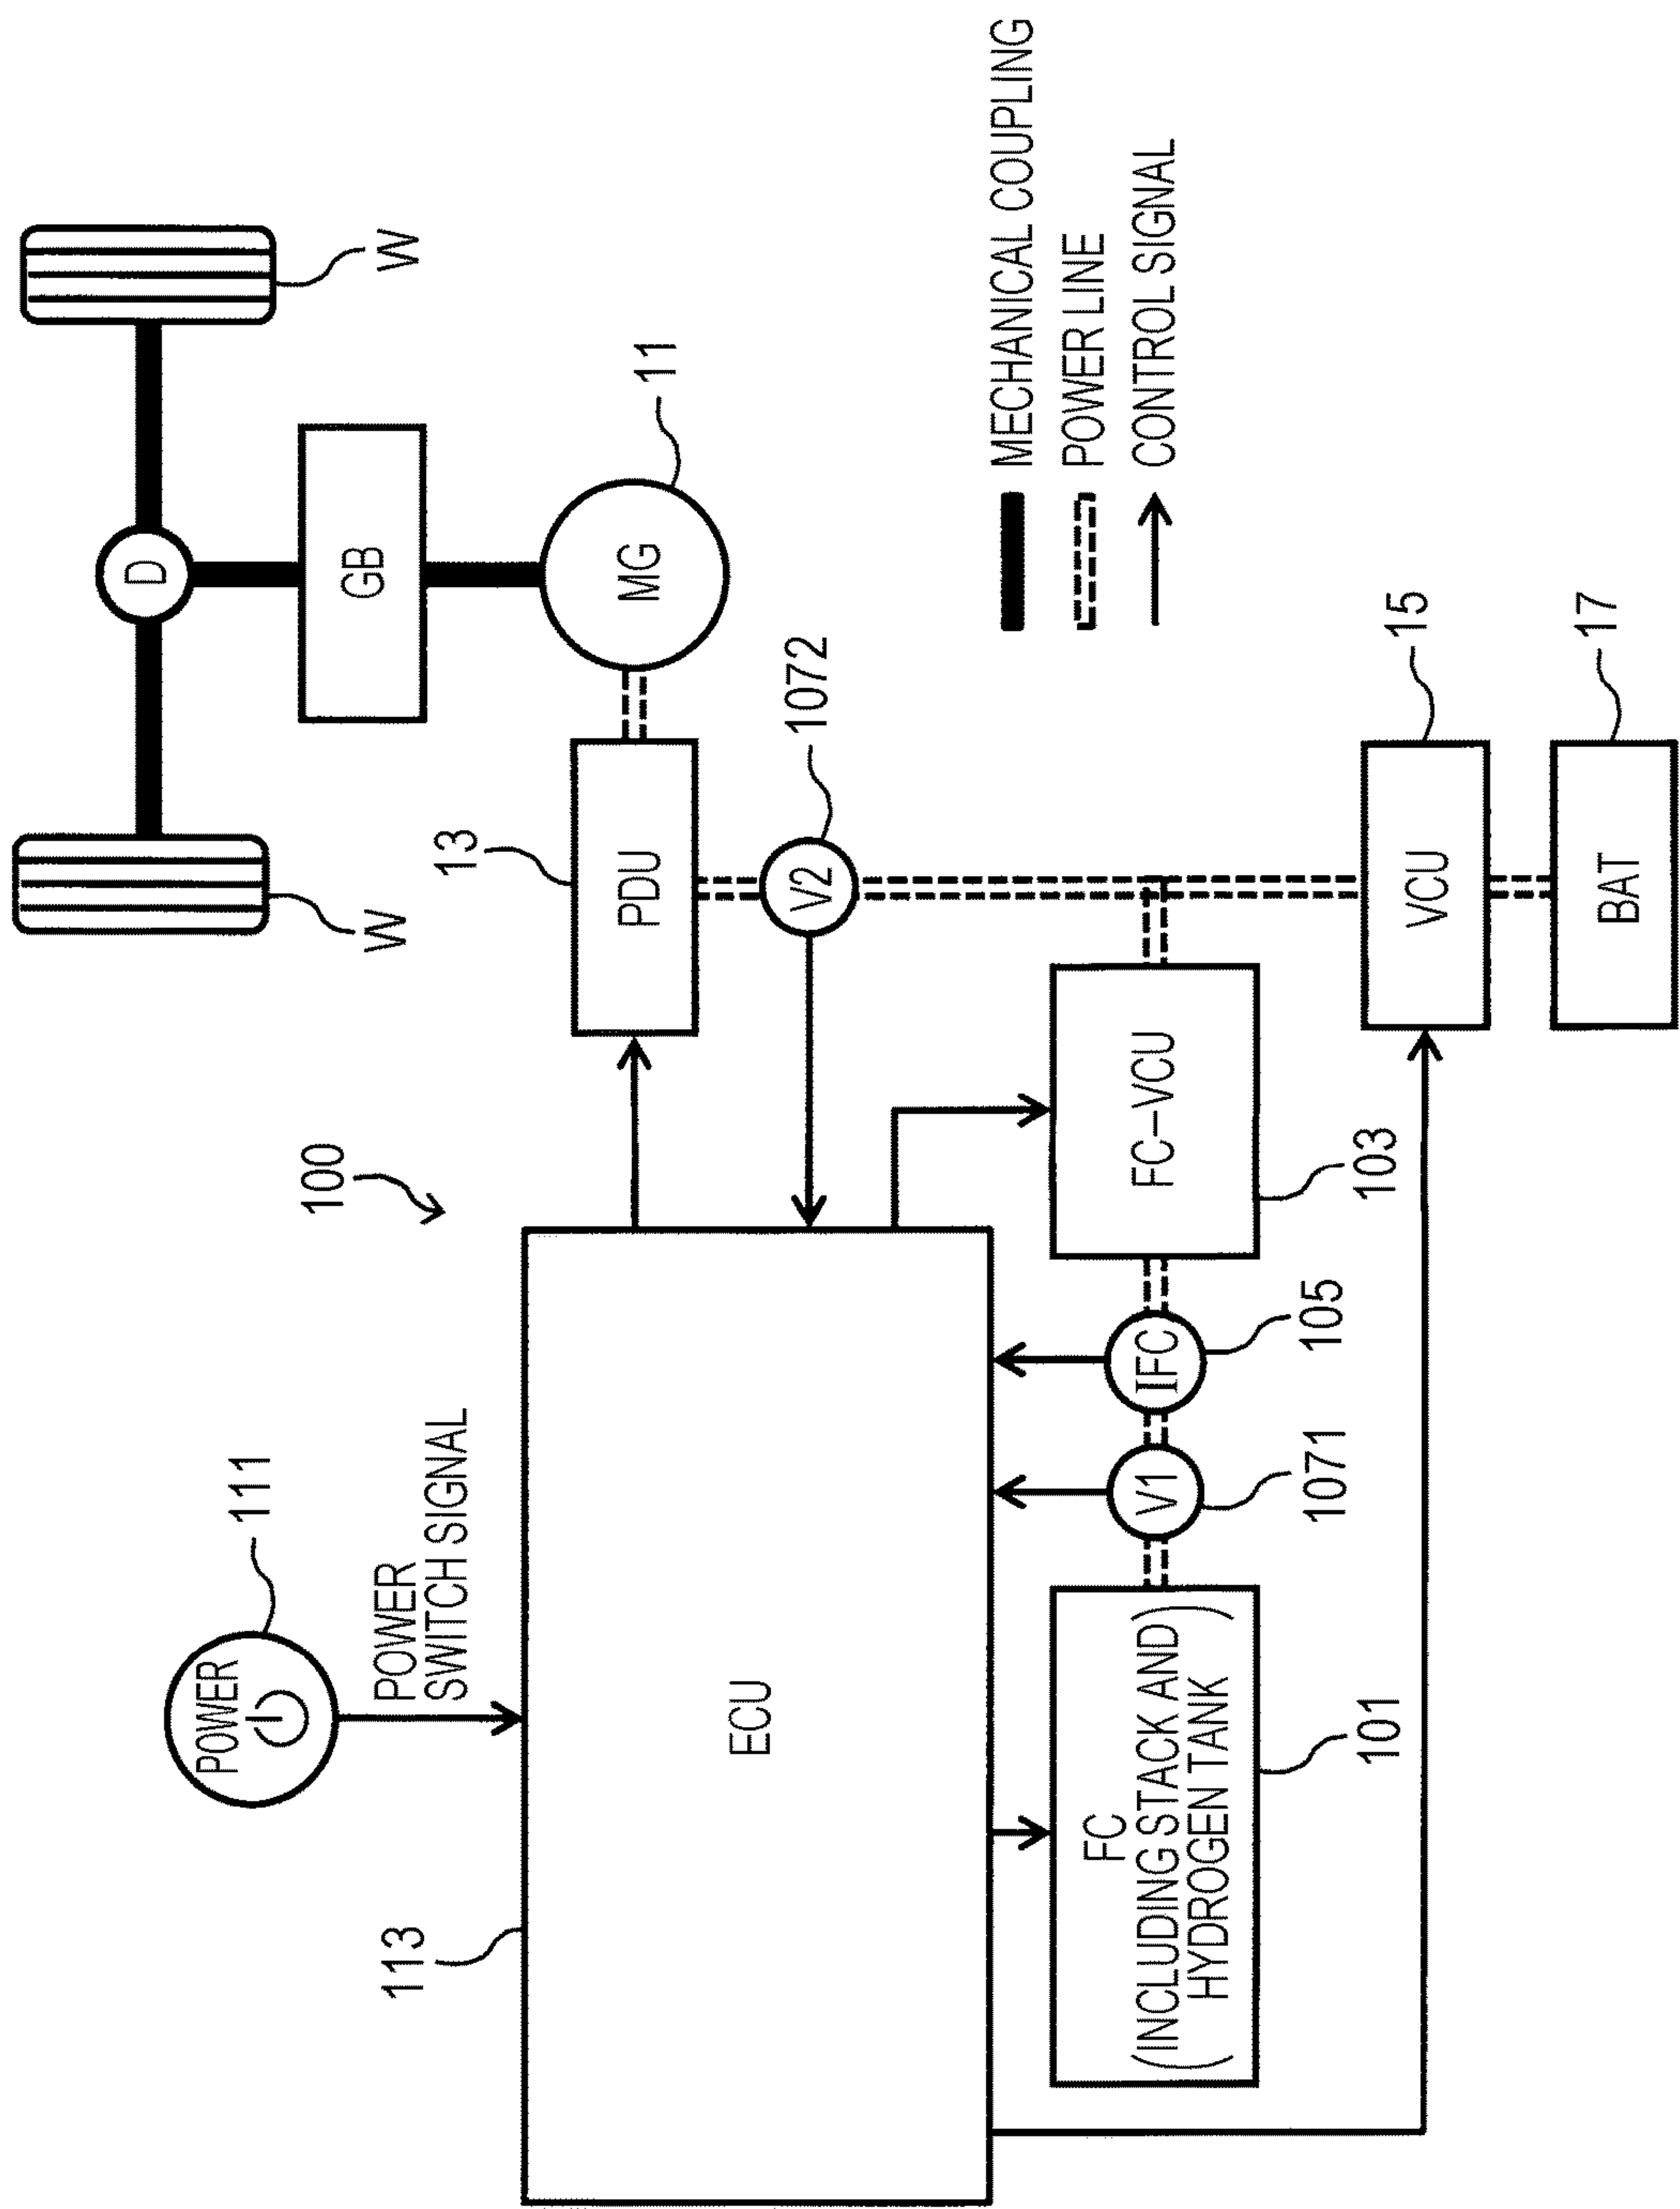 D
POWER
111
100
GB
W
W
113
POWER
SWITCH SIGNAL
13
PDU
MG
11
ECU
V2
1072
MECHANICAL COUPLING
POWER LINE
CONTROL SIGNAL
FC
(INCLUDING STACK AND)
(HYDROGEN TANK)
V1
IFC
FC-VCU
1071
105
101
103
VCU
15
BAT
17